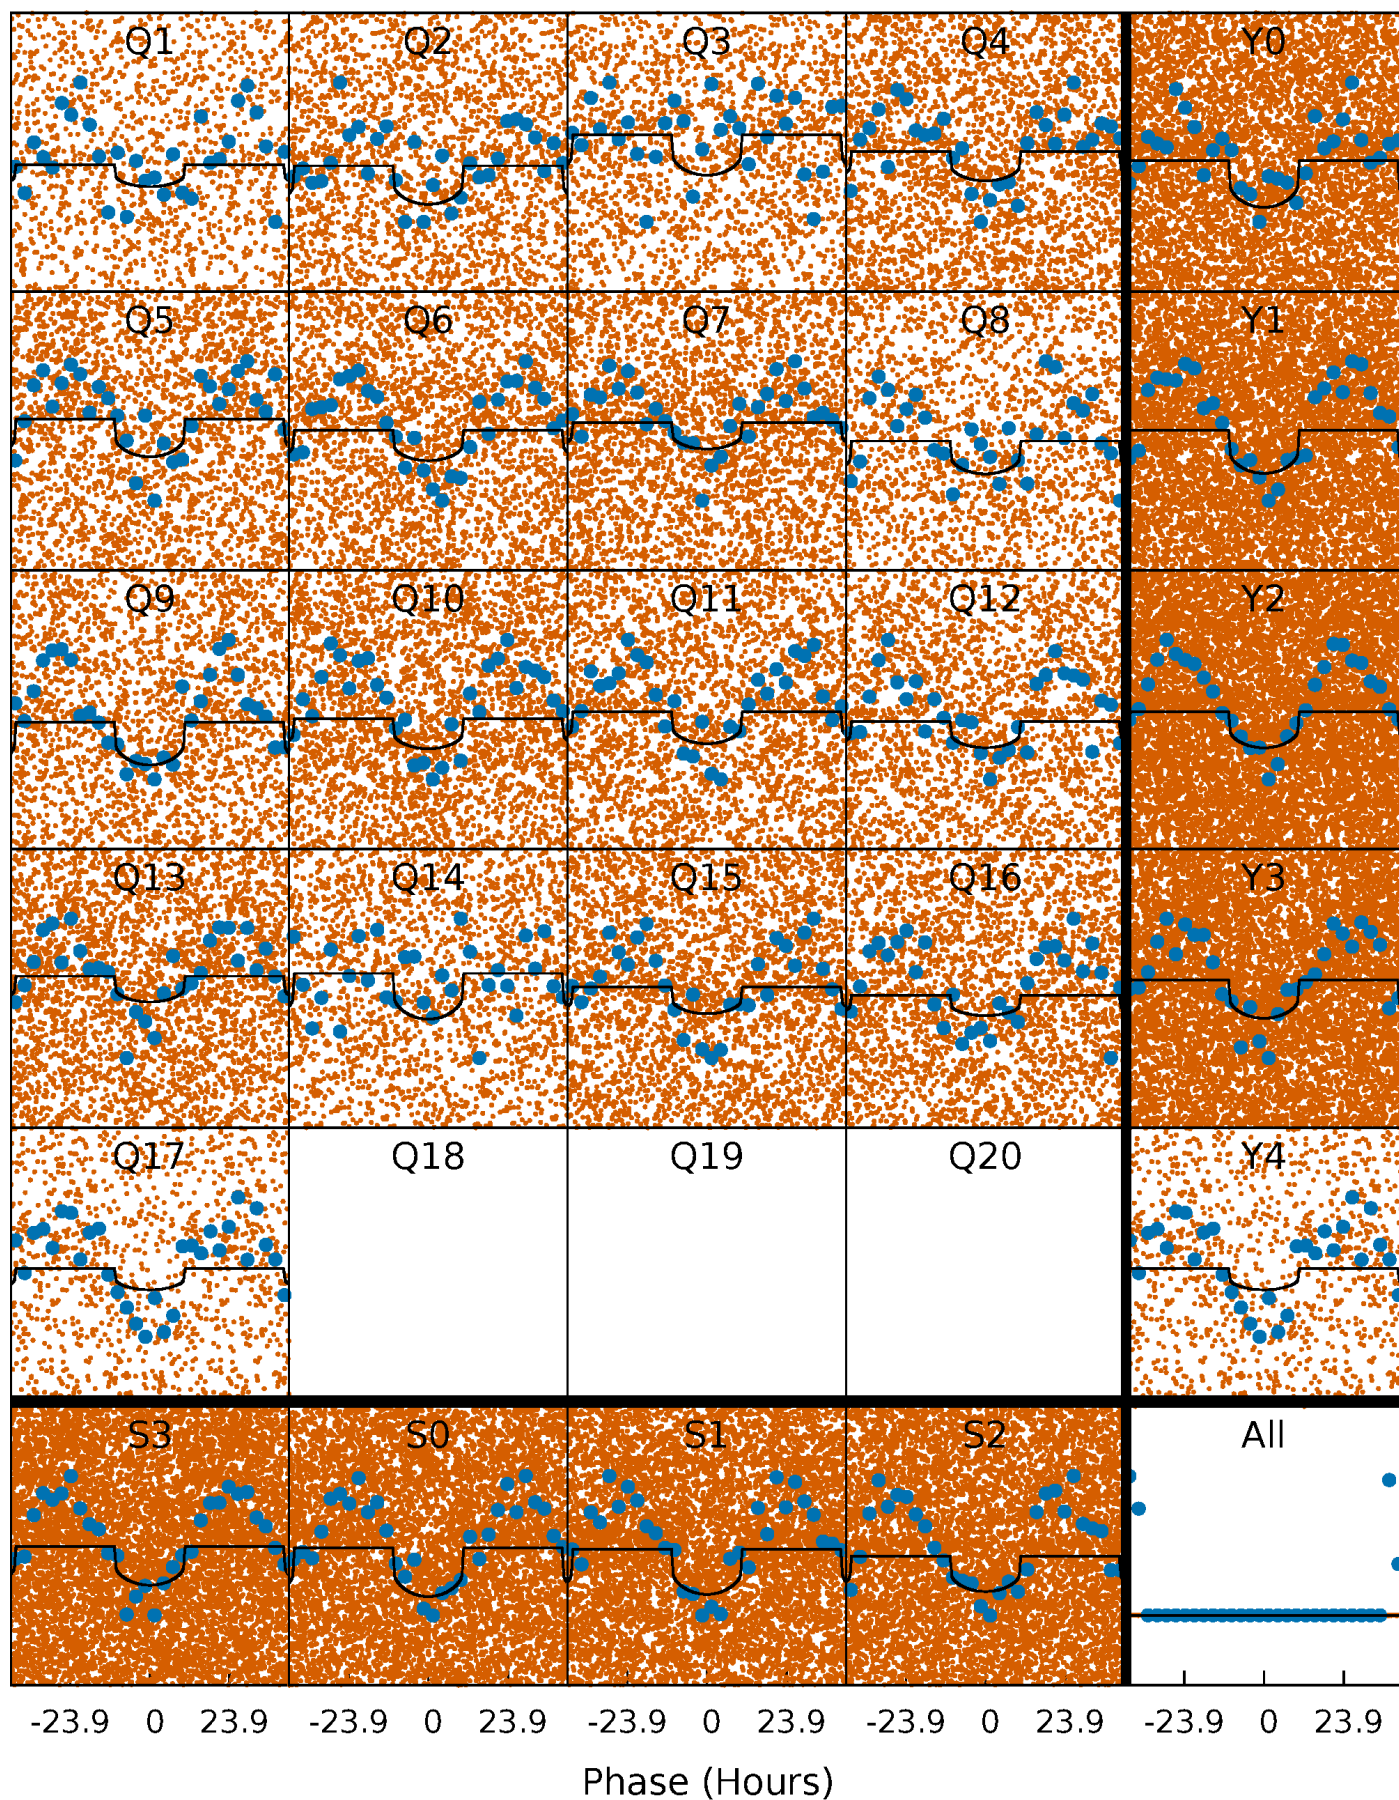 Q1 Q2 Q3 Q4 Y0
Q5 Q6 Q7 Q8 Y1
Q9 Q10 Q11 Q12 Y2
Q13 Q14 Q15 Q16 Y3
Q17 Q18 Q19 Q20 Y4
S3 S0 S1 S2 All
-23.9 0 23.9 -23.9 0 23.9 -23.9 0 23.9 -23.9 0 23.9 -23.9 0 23.9
Phase (Hours)